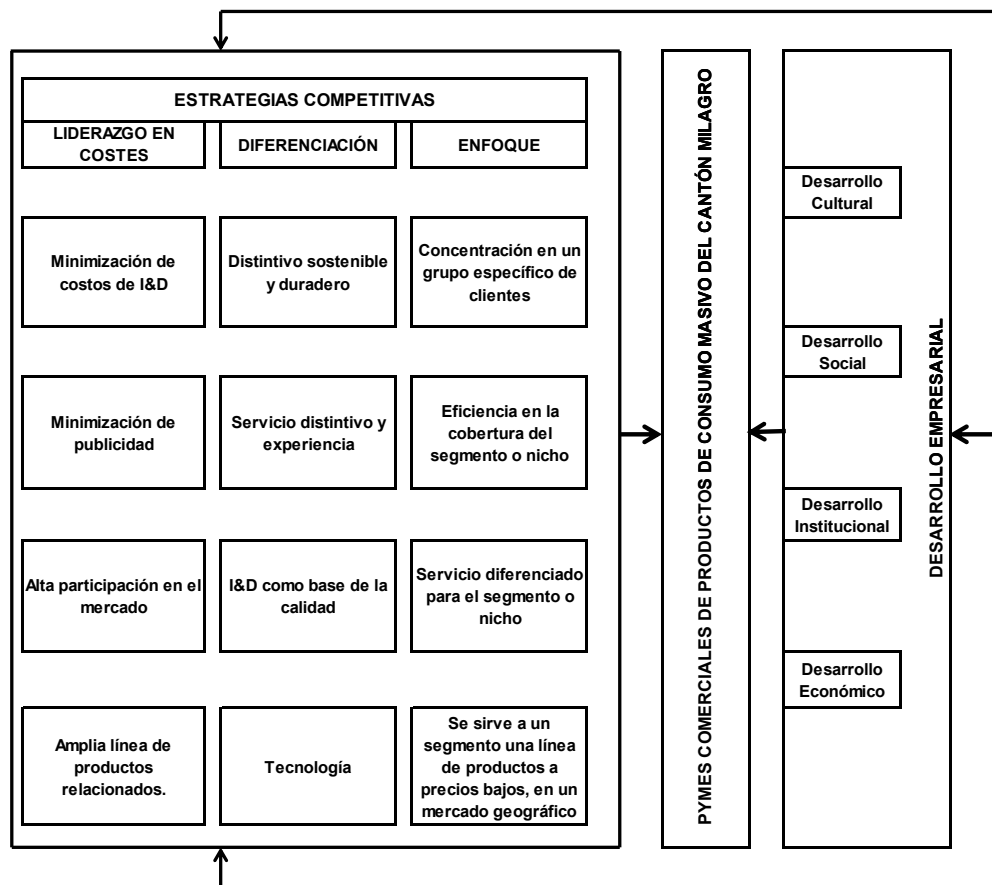 ESTRATEGIAS COMPETITIVAS
LIDERAZGO EN
COSTES
DIFERENCIACIÓN
ENFOQUE
Minimización de
costos de I&D
Distintivo sostenible
y duradero
Concentración en un
grupo específico de
clientes
Minimización de
publicidad
Servicio distintivo y
experiencia
Eficiencia en la
cobertura del
segmento o nicho
Alta participación en el
mercado
I&D como base de la
calidad
Servicio diferenciado
para el segmento o
nicho
Amplia línea de
productos
relacionados.
Tecnología
Se sirve a un
segmento una línea
de productos a
precios bajos, en un
mercado geográfico
PYMES COMERCIALES DE PRODUCTOS DE CONSUMO MASIVO DEL CANTÓN MILAGRO
Desarrollo
Cultural
Desarrollo
Social
Desarrollo
Institucional
Desarrollo
Económico
DESARROLLO EMPRESARIAL